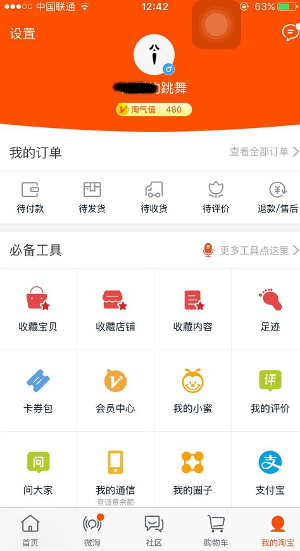 中国联通 12:42 63%
设置
的跳舞
淘气值 480
我的订单 查看全部订单
待付款 待发货 待收货 待评价 退款/售后
必备工具 更多工具点这里
收藏宝贝 收藏店铺 收藏内容 足迹
评
卡券包 会员中心 我的小蜜 我的评价
问 支
问大家 我的通信 我的圈子 支付宝
查话费余额
首页 微淘 社区 购物车 我的淘宝